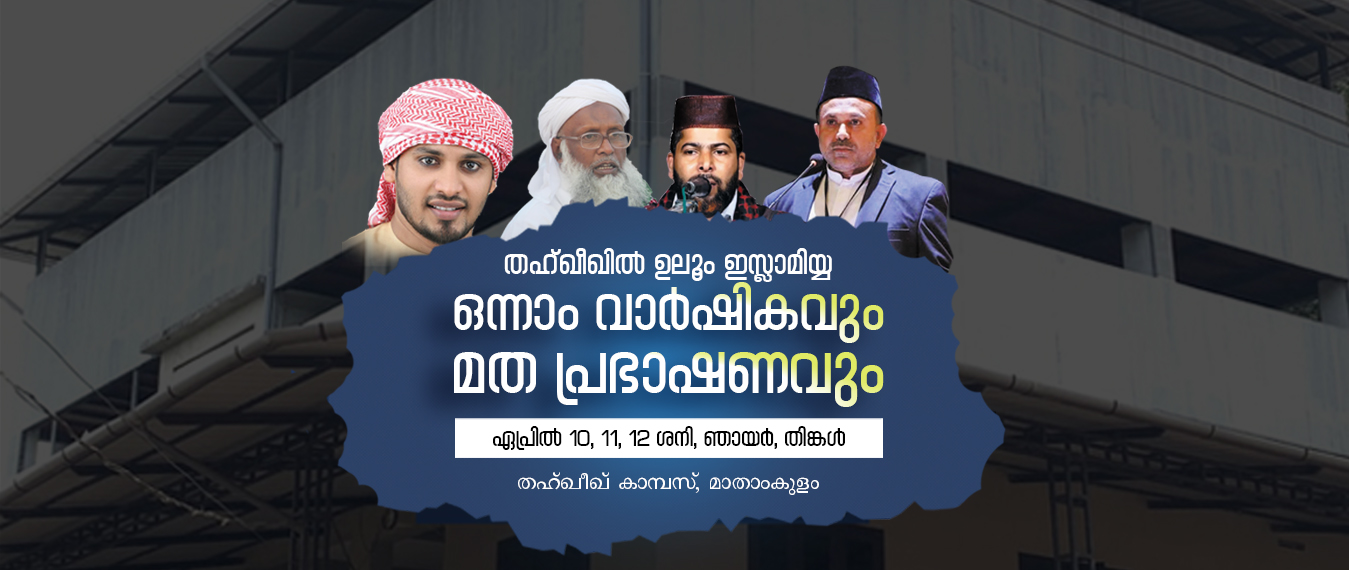 തഹ്ഖീഖിൽ ഉലൂം ഇസ്ലാമിയ്യ
ഒന്നാം വാർഷികവും
മത പ്രഭാഷണവും
ഏപ്രിൽ 10, 11, 12 ശനി, ഞായർ, തിങ്കൾ
തഹ്ഖീഖ് കാമ്പസ്, മാതാംകുളം